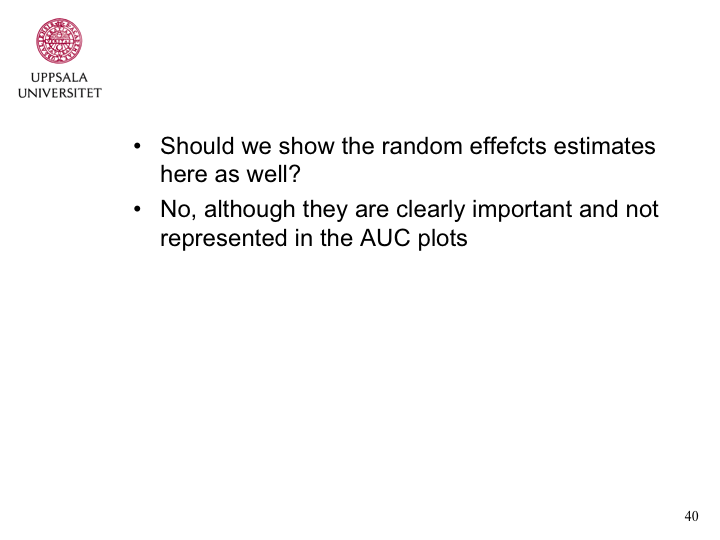 UPPSALA
UNIVERSITET
• Should we show the random effefcts estimates
here as well?
• No, although they are clearly important and not
represented in the AUC plots
40